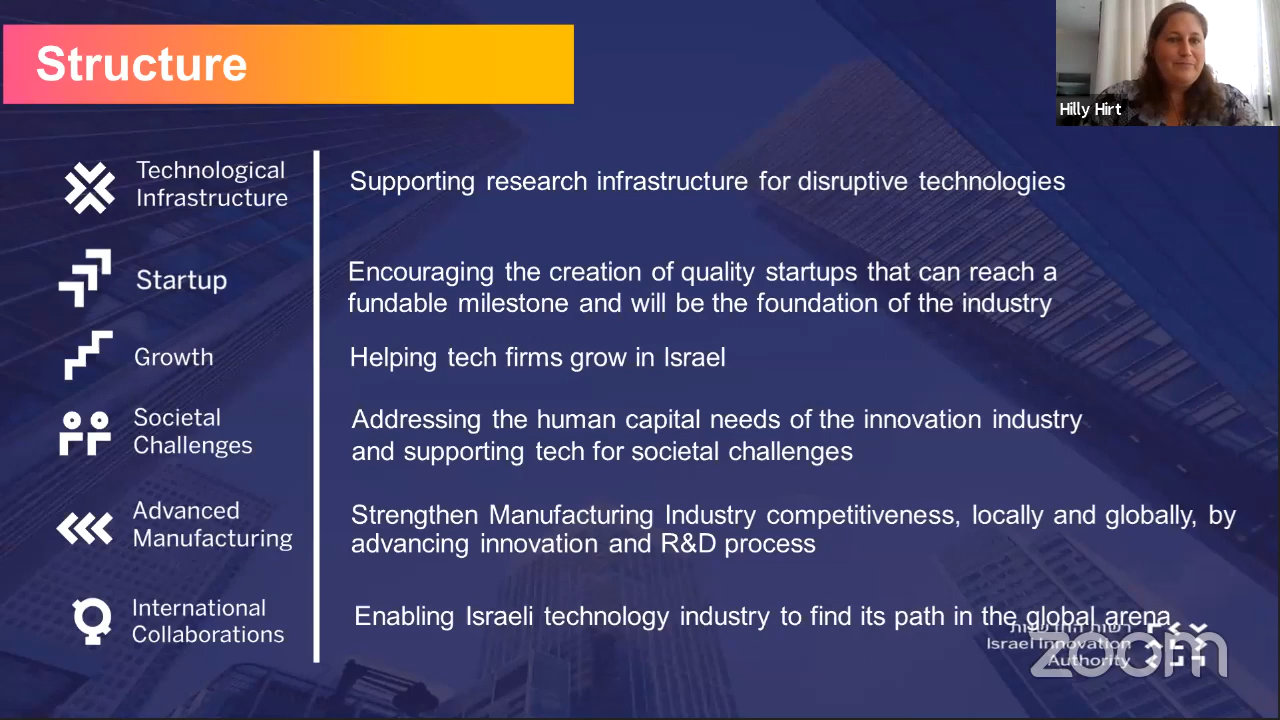 Structure
Hilly Hirt
Technological
Infrastructure
Supporting research infrastructure for disruptive technologies
Startup
Encouraging the creation of quality startups that can reach a
fundable milestone and will be the foundation of the industry
Growth
Helping tech firms grow in Israel
Societal
Challenges
Addressing the human capital needs of the innovation industry
and supporting tech for societal challenges
Advanced
Manufacturing
Strengthen Manufacturing Industry competitiveness, locally and globally, by
advancing innovation and R&D process
International
Collaborations
Enabling Israeli technology industry to find its path in the global arena
רשות החדשנות
Israel Innovation
Authority
zoom